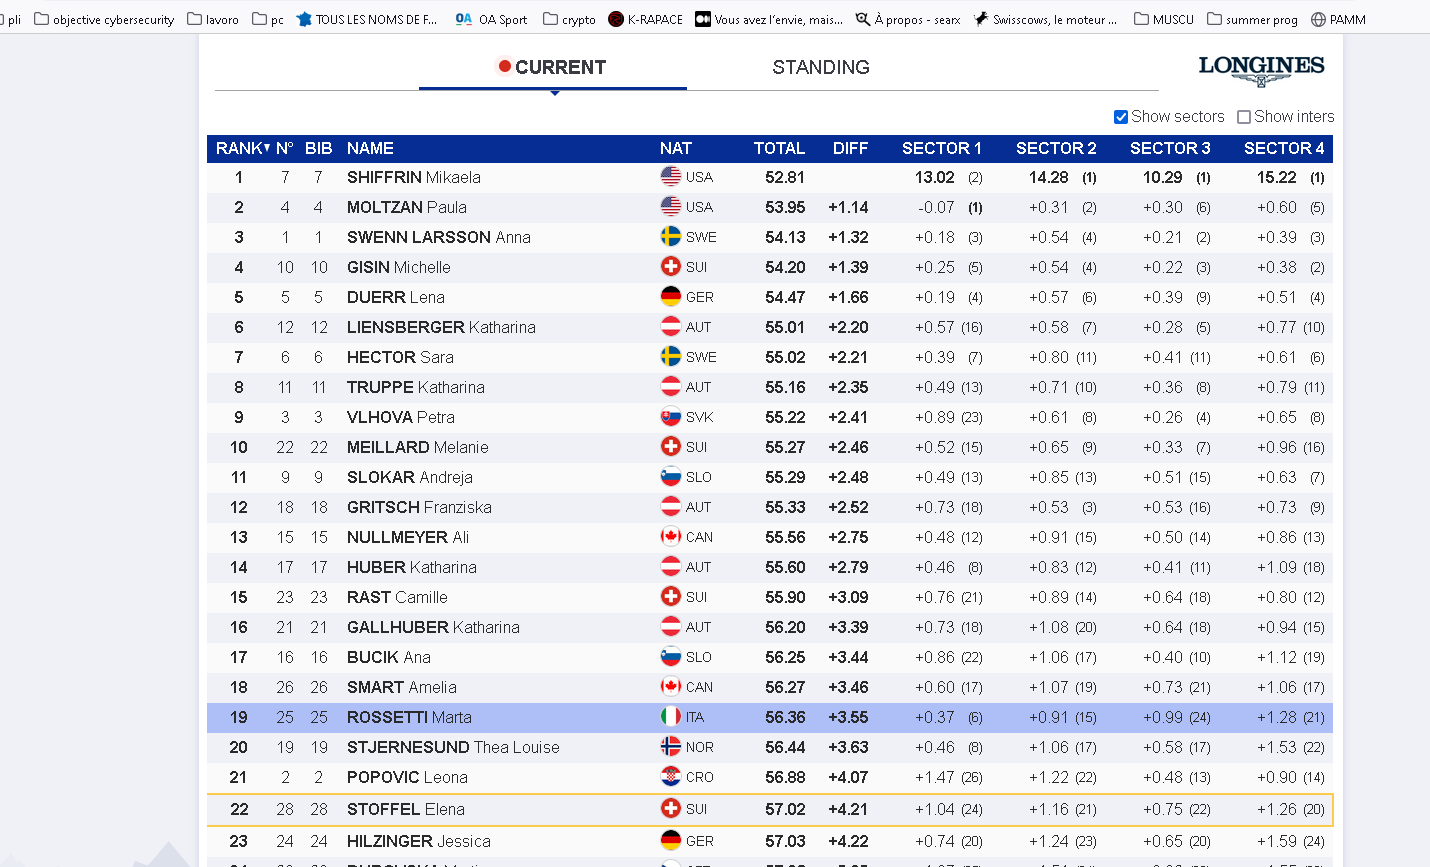 pli objective cybersecurity lavoro pc TOUS LES NOMS DE F... OA OA Sport crypto K-RAPACE Vous avez l'envie, mais... À propos - searx Swisscows, le moteur ... MUSCU summer prog PAMM
CURRENT STANDING LONGINES
Show sectors Show inters
RANK▼ N° BIB NAME NAT TOTAL DIFF SECTOR 1 SECTOR 2 SECTOR 3 SECTOR 4
1 7 7 SHIFFRIN Mikaela USA 52.81 13.02 (2) 14.28 (1) 10.29 (1) 15.22 (1)
2 4 4 MOLTZAN Paula USA 53.95 +1.14 -0.07 (1) +0.31 (2) +0.30 (6) +0.60 (5)
3 1 1 SWENN LARSSON Anna SWE 54.13 +1.32 +0.18 (3) +0.54 (4) +0.21 (2) +0.39 (3)
4 10 10 GISIN Michelle SUI 54.20 +1.39 +0.25 (5) +0.54 (4) +0.22 (3) +0.38 (2)
5 5 5 DUERR Lena GER 54.47 +1.66 +0.19 (4) +0.57 (6) +0.39 (9) +0.51 (4)
6 12 12 LIENSBERGER Katharina AUT 55.01 +2.20 +0.57 (16) +0.58 (7) +0.28 (5) +0.77 (10)
7 6 6 HECTOR Sara SWE 55.02 +2.21 +0.39 (7) +0.80 (11) +0.41 (11) +0.61 (6)
8 11 11 TRUPPE Katharina AUT 55.16 +2.35 +0.49 (13) +0.71 (10) +0.36 (8) +0.79 (11)
9 3 3 VLHOVA Petra SVK 55.22 +2.41 +0.89 (23) +0.61 (8) +0.26 (4) +0.65 (8)
10 22 22 MEILLARD Melanie SUI 55.27 +2.46 +0.52 (15) +0.65 (9) +0.33 (7) +0.96 (16)
11 9 9 SLOKAR Andreja SLO 55.29 +2.48 +0.49 (13) +0.85 (13) +0.51 (15) +0.63 (7)
12 18 18 GRITSCH Franziska AUT 55.33 +2.52 +0.73 (18) +0.53 (3) +0.53 (16) +0.73 (9)
13 15 15 NULLMEYER Ali CAN 55.56 +2.75 +0.48 (12) +0.91 (15) +0.50 (14) +0.86 (13)
14 17 17 HUBER Katharina AUT 55.60 +2.79 +0.46 (8) +0.83 (12) +0.41 (11) +1.09 (18)
15 23 23 RAST Camille SUI 55.90 +3.09 +0.76 (21) +0.89 (14) +0.64 (18) +0.80 (12)
16 21 21 GALLHUBER Katharina AUT 56.20 +3.39 +0.73 (18) +1.08 (20) +0.64 (18) +0.94 (15)
17 16 16 BUCIK Ana SLO 56.25 +3.44 +0.86 (22) +1.06 (17) +0.40 (10) +1.12 (19)
18 26 26 SMART Amelia CAN 56.27 +3.46 +0.60 (17) +1.07 (19) +0.73 (21) +1.06 (17)
19 25 25 ROSSETTI Marta ITA 56.36 +3.55 +0.37 (6) +0.91 (15) +0.99 (24) +1.28 (21)
20 19 19 STJERNESUND Thea Louise NOR 56.44 +3.63 +0.46 (8) +1.06 (17) +0.58 (17) +1.53 (22)
21 2 2 POPOVIC Leona CRO 56.88 +4.07 +1.47 (26) +1.22 (22) +0.48 (13) +0.90 (14)
22 28 28 STOFFEL Elena SUI 57.02 +4.21 +1.04 (24) +1.16 (21) +0.75 (22) +1.26 (20)
23 24 24 HILZINGER Jessica GER 57.03 +4.22 +0.74 (20) +1.24 (23) +0.65 (20) +1.59 (24)